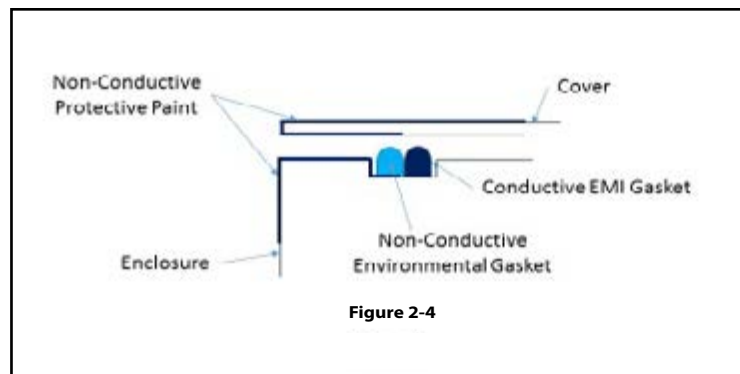 Non-Conductive
Protective Paint
Cover
Conductive EMI Gasket
Non-Conductive
Environmental Gasket
Enclosure
Figure 2-4